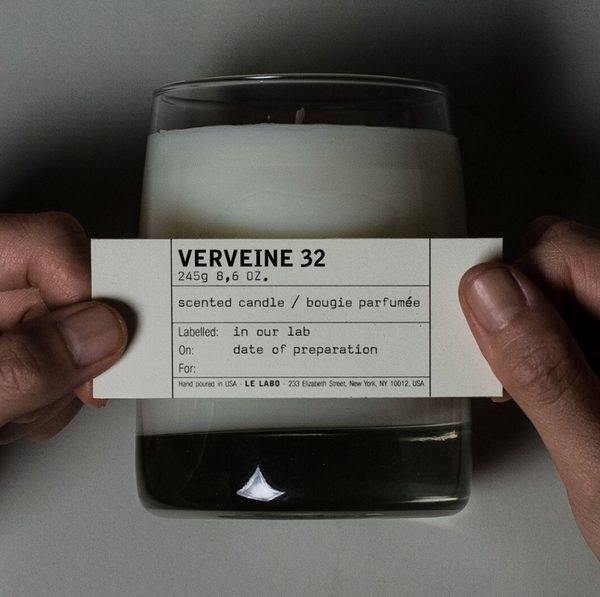 VERVEINE 32
245g 8,6 OZ.
scented candle / bougie parfumée
Labelled: in our lab
On: date of preparation
For:
Hand poured in USA - LE LABO - 233 Elizabeth Street, New York, NY 10012, USA